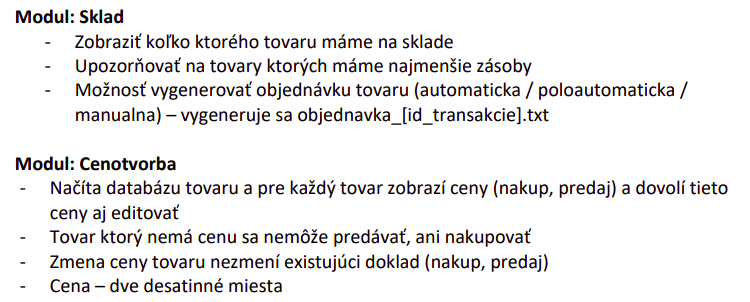 Modul: Sklad
- Zobraziť koľko ktorého tovaru máme na sklade
- Upozorňovať na tovary ktorých máme najmenšie zásoby
- Možnosť vygenerovať objednávku tovaru (automaticka / poloautomaticka /
manualna) – vygeneruje sa objednavka_[id_transakcie].txt
Modul: Cenotvorba
- Načíta databázu tovaru a pre každý tovar zobrazí ceny (nakup, predaj) a dovolí tieto
ceny aj editovať
- Tovar ktorý nemá cenu sa nemôže predávať, ani nakupovať
- Zmena ceny tovaru nezmení existujúci doklad (nakup, predaj)
- Cena – dve desatinné miesta